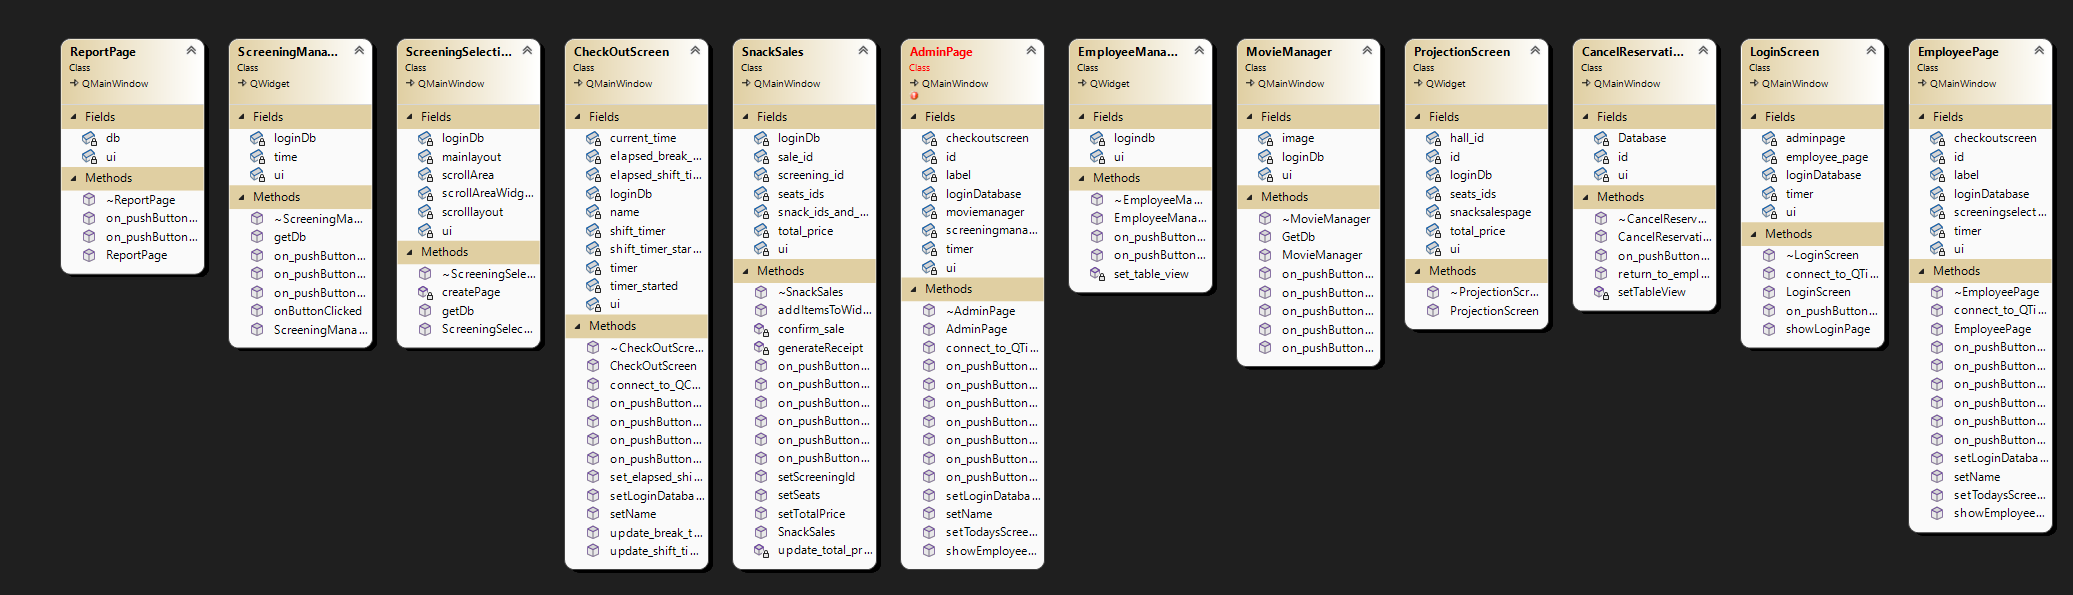 ReportPage
Class
QMainWindow
Fields
db
ui
Methods
~ReportPage
on_pushButton...
on_pushButton...
ReportPage
ScreeningMana...
Class
QWidget
Fields
loginDb
time
ui
Methods
~ScreeningMa...
getDb
on_pushButton...
on_pushButton...
on_pushButton...
onButtonClicked
ScreeningMana...
ScreeningSelecti...
Class
QMainWindow
Fields
loginDb
mainlayout
scrollArea
scrollAreaWidg...
scrolllayout
ui
Methods
~ScreeningSele...
createPage
getDb
ScreeningSelec...
CheckOutScreen
Class
QMainWindow
Fields
current_time
elapsed_break_...
elapsed_shift_ti...
loginDb
name
shift_timer
shift_timer_star...
timer
timer_started
ui
Methods
~CheckOutScre...
CheckOutScreen
connect_to_QC...
on_pushButton...
on_pushButton...
on_pushButton...
on_pushButton...
set_elapsed_shi...
setLoginDataba...
setName
update_break_t...
update_shift_ti...
SnackSales
Class
QMainWindow
Fields
loginDb
sale_id
screening_id
seats_ids
snack_ids_and_...
total_price
ui
Methods
~SnackSales
addItemsToWid...
confirm_sale
generateReceipt
on_pushButton...
on_pushButton...
on_pushButton...
on_pushButton...
on_pushButton...
on_pushButton...
setScreeningId
setSeats
setTotalPrice
SnackSales
update_total_pr...
AdminPage
Class
QMainWindow
Fields
checkoutscreen
id
label
loginDatabase
moviemanager
screeningmana...
timer
ui
Methods
~AdminPage
AdminPage
connect_to_QTi...
on_pushButton...
on_pushButton...
on_pushButton...
on_pushButton...
on_pushButton...
on_pushButton...
on_pushButton...
setLoginDataba...
setName
setTodaysScree...
showEmployee...
EmployeeMana...
Class
QWidget
Fields
logindb
ui
Methods
~EmployeeMa...
EmployeeMana...
on_pushButton...
on_pushButton...
set_table_view
MovieManager
Class
QMainWindow
Fields
image
loginDb
ui
Methods
~MovieManager
GetDb
MovieManager
on_pushButton...
on_pushButton...
on_pushButton...
on_pushButton...
on_pushButton...
ProjectionScreen
Class
QWidget
Fields
hall_id
id
loginDb
seats_ids
snacksalespage
total_price
ui
Methods
~ProjectionScr...
ProjectionScreen
CancelReservati...
Class
QMainWindow
Fields
Database
id
ui
Methods
~CancelReserv...
CancelReservati...
on_pushButton...
return_to_empl...
setTableView
LoginScreen
Class
QMainWindow
Fields
adminpage
employee_page
loginDatabase
timer
ui
Methods
~LoginScreen
connect_to_QTi...
LoginScreen
on_pushButton...
showLoginPage
EmployeePage
Class
QMainWindow
Fields
checkoutscreen
id
label
loginDatabase
screeningselect...
timer
ui
Methods
~EmployeePage
connect_to_QTi...
EmployeePage
on_pushButton...
on_pushButton...
on_pushButton...
on_pushButton...
on_pushButton...
on_pushButton...
setLoginDataba...
setName
setTodaysScree...
showEmployee...